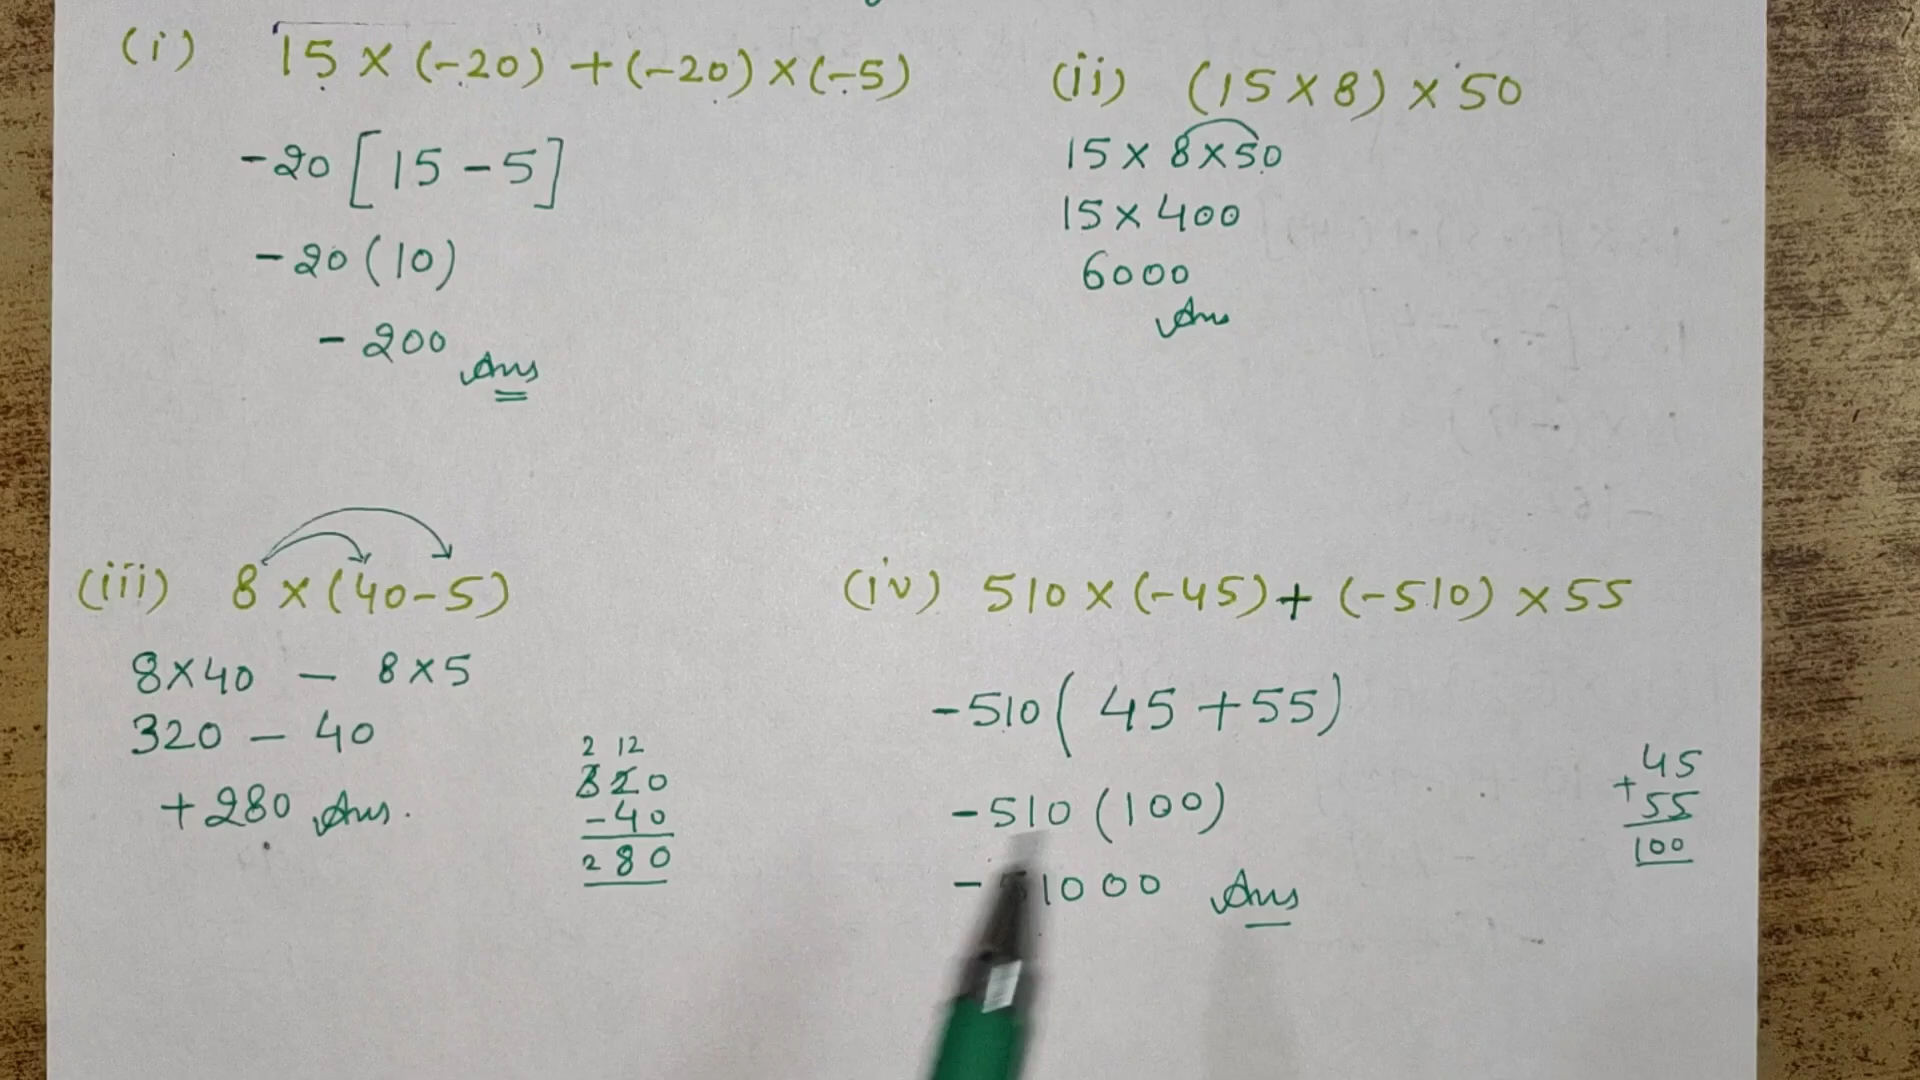 (i) 15 × (-20) + (-20) × (-5)
-20 [15 - 5]
-20 (10)
- 200 Ans
(ii) (15 × 8) × 50
15 × 8 × 50
15 × 400
6000
Ans
(iii) 8 × (40 - 5)
8 × 40 - 8 × 5
320 - 40
+280 Ans.
2 12
320
-40
280
(iv) 510 × (-45) + (-510) × 55
-510 (45 + 55)
-510 (100)
-51000 Ans
45
+55
100